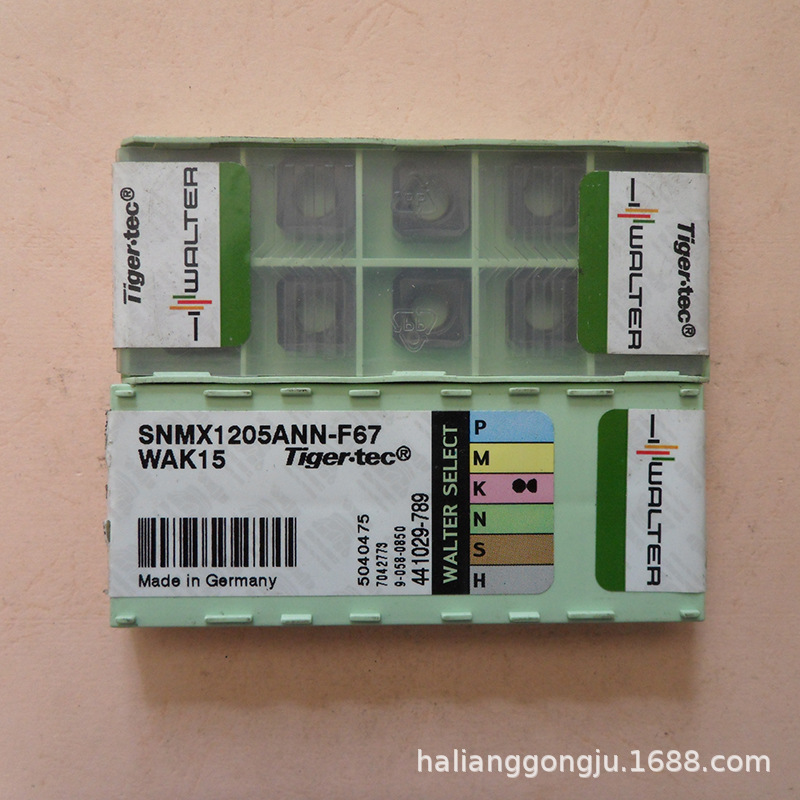 Tiger·tec®
WALTER
WALTER
Tiger·tec®
SNMX1205ANN-F67
WAK15 Tiger·tec®
Made in Germany
5040475
7042773
9-058-0850
441029-789
WALTER SELECT
P
M
K
N
S
H
WALTER
halianggongju.1688.com